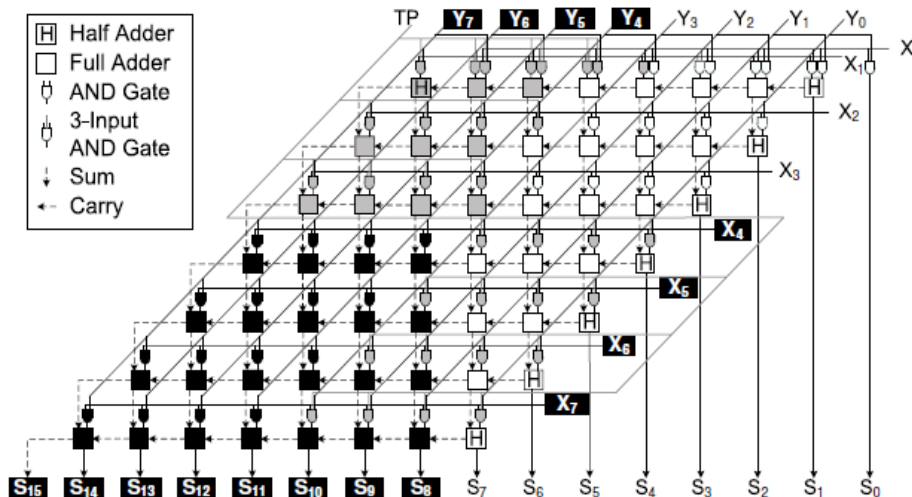 H Half Adder
Full Adder
AND Gate
3-Input
AND Gate
Sum
Carry
TP Y7 Y6 Y5 Y4 Y3 Y2 Y1 Y0
X
X1
H H
X2
H
X3
H
X4
H
X5
H
X6
H
X7
H
S15 S14 S13 S12 S11 S10 S9 S8 S7 S6 S5 S4 S3 S2 S1 S0